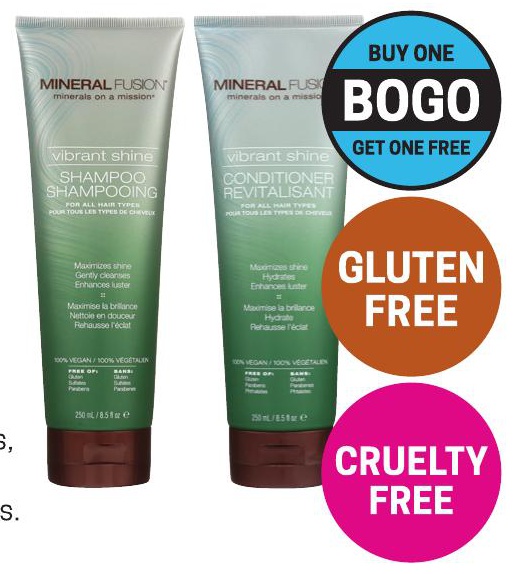 MINERAL FUSION
minerals on a mission
vibrant shine
SHAMPOO
SHAMPOOING
FOR ALL HAIR TYPES
POUR TOUS LES TYPES DE CHEVEUX
Maximizes shine
Gently cleanses
Enhances luster
Maximise la brillance
Nettoie en douceur
Rehausse l'éclat
100% VEGAN / 100% VÉGÉTALIEN
FREE OF: SANS:
Gluten Gluten
Sulfates Sulfates
Parabens Parabènes
250 mL / 8.5 fl oz e
MINERAL FUSI
minerals on a missio
vibrant shine
CONDITIONER
REVITALISANT
FOR ALL HAIR TYPES
POUR TOUS LES TYPES DE CHEVEUX
Maximizes shine
Hydrates
Enhances luster
Maximise la brillance
Hydrate
Rehausse l'éclat
100% VEGAN / 100% VÉGÉTALIEN
FREE OF: SANS:
Gluten Gluten
Parabens Parabènes
250 mL / 8.5 fl oz e
BUY ONE
BOGO
GET ONE FREE
GLUTEN
FREE
CRUELTY
FREE
s,
s.